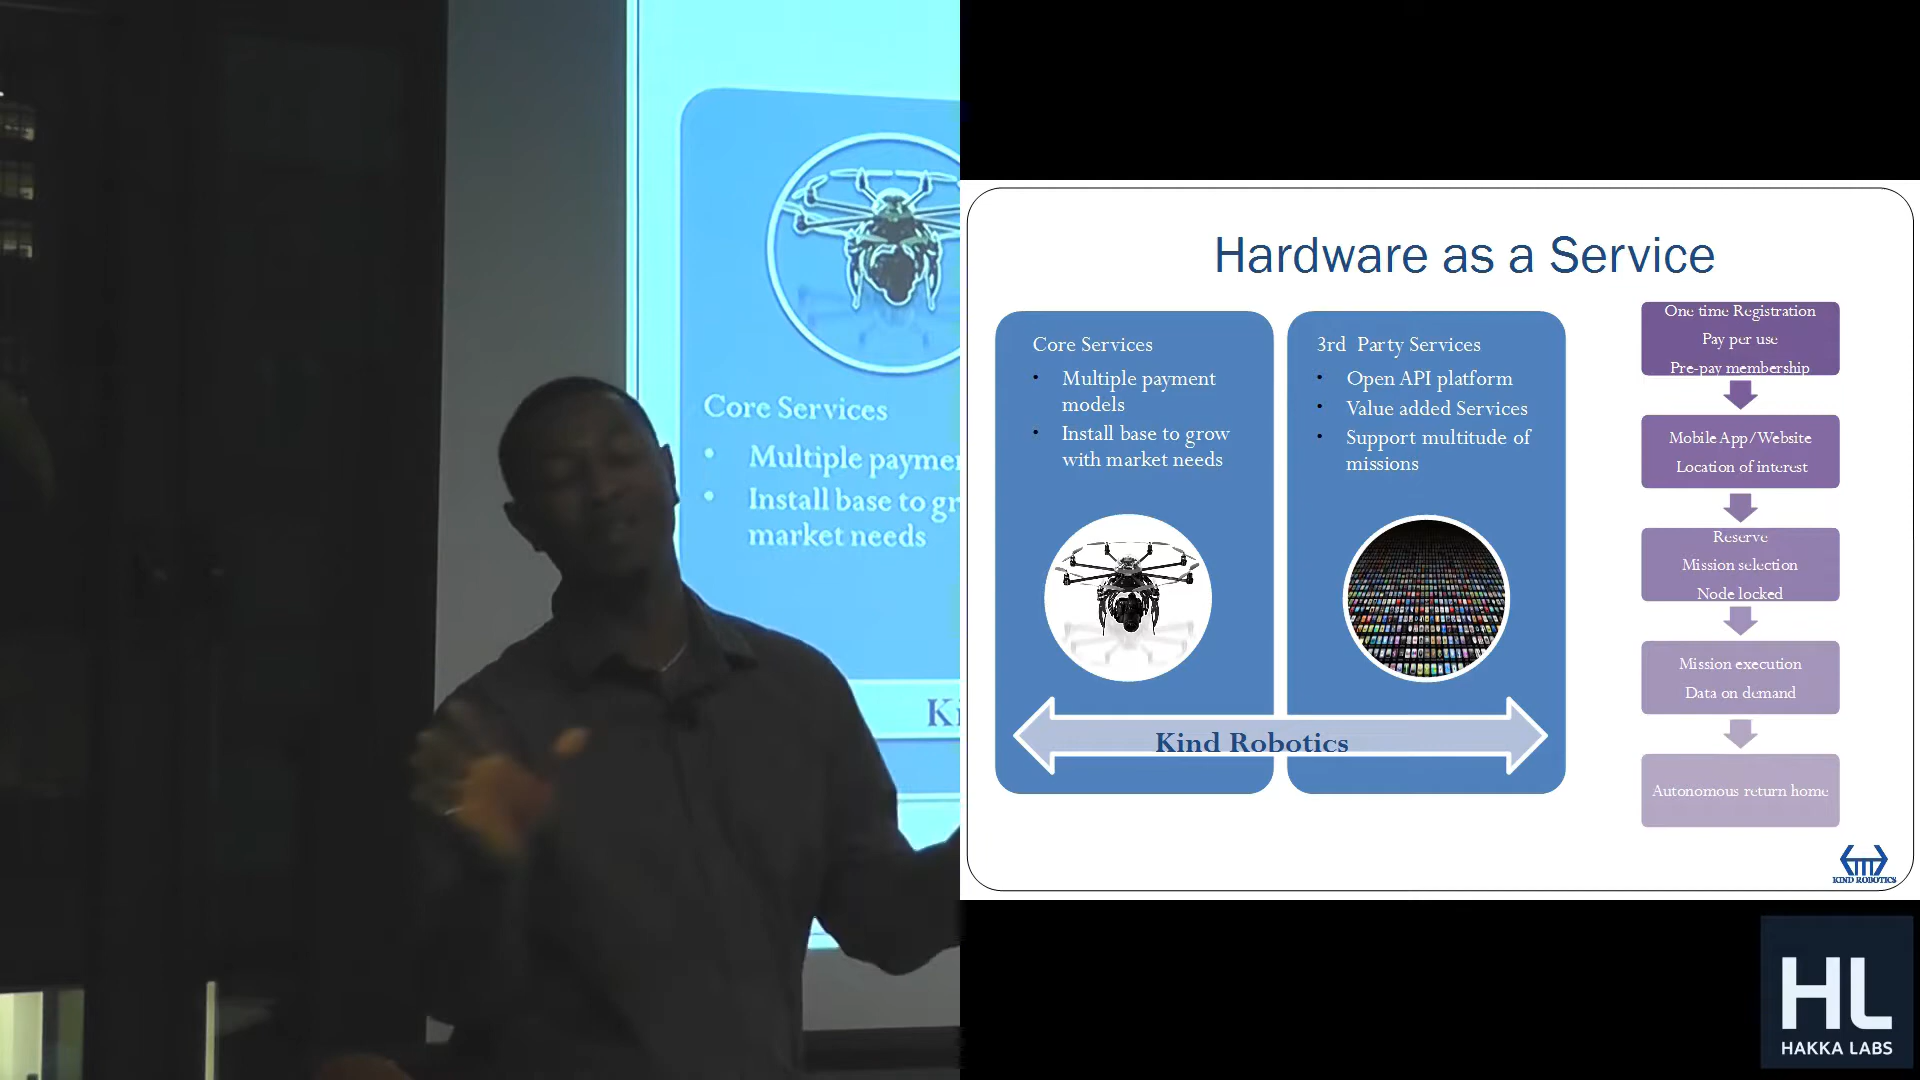 Core Services
Multiple
Install base to
market needs
Hardware as a Service
Core Services
• Multiple payment
models
• Install base to grow
with market needs
3rd Party Services
• Open API platform
• Value added Services
• Support multitude of
missions
Kind Robotics
One time Registration
Pay per use
Pre-pay membership
Mobile App/Website
Location of interest
Reserve
Mission selection
Node locked
Mission execution
Data on demand
Autonomous return home
KIND ROBOTICS
HL
HAKKA LABS